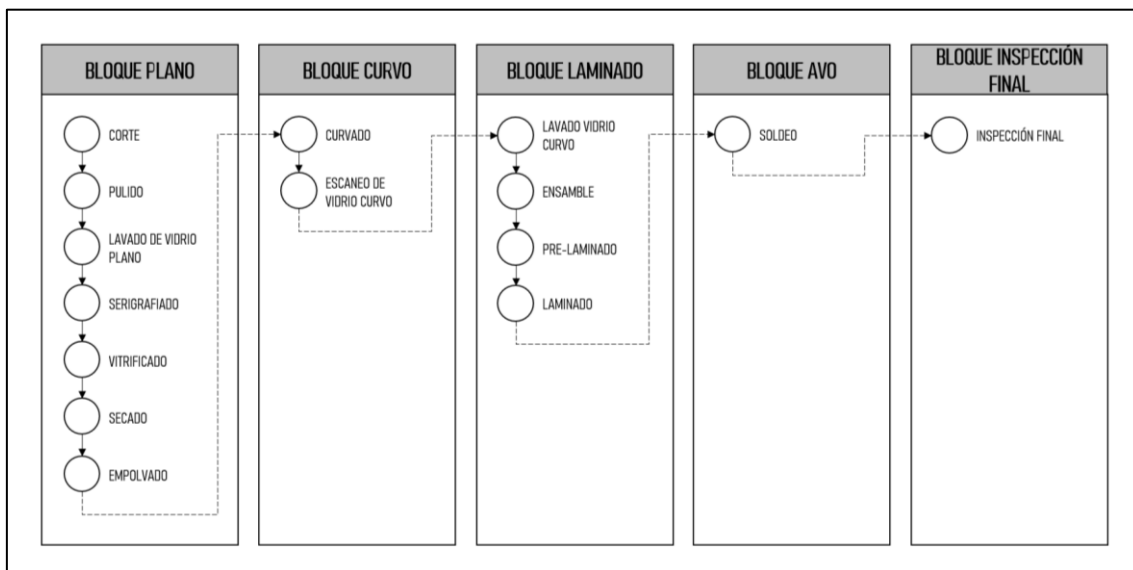 BLOQUE PLANO
CORTE
PULIDO
LAVADO DE VIDRIO
PLANO
SERIGRAFIADO
VITRIFICADO
SECADO
EMPOLVADO
BLOQUE CURVO
CURVADO
ESCANEO DE
VIDRIO CURVO
BLOQUE LAMINADO
LAVADO VIDRIO
CURVO
ENSAMBLE
PRE-LAMINADO
LAMINADO
BLOQUE AVO
SOLDEO
BLOQUE INSPECCIÓN
FINAL
INSPECCIÓN FINAL